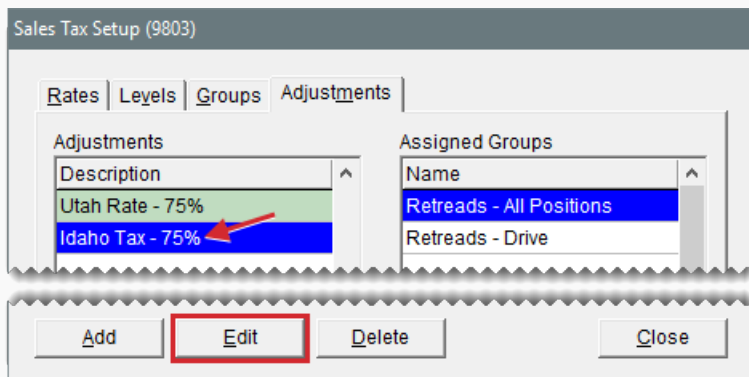 Sales Tax Setup (9803)
Rates Levels Groups Adjustments
Adjustments
Description
Utah Rate - 75%
Idaho Tax - 75%
Assigned Groups
Name
Retreads - All Positions
Retreads - Drive
Add Edit Delete Close